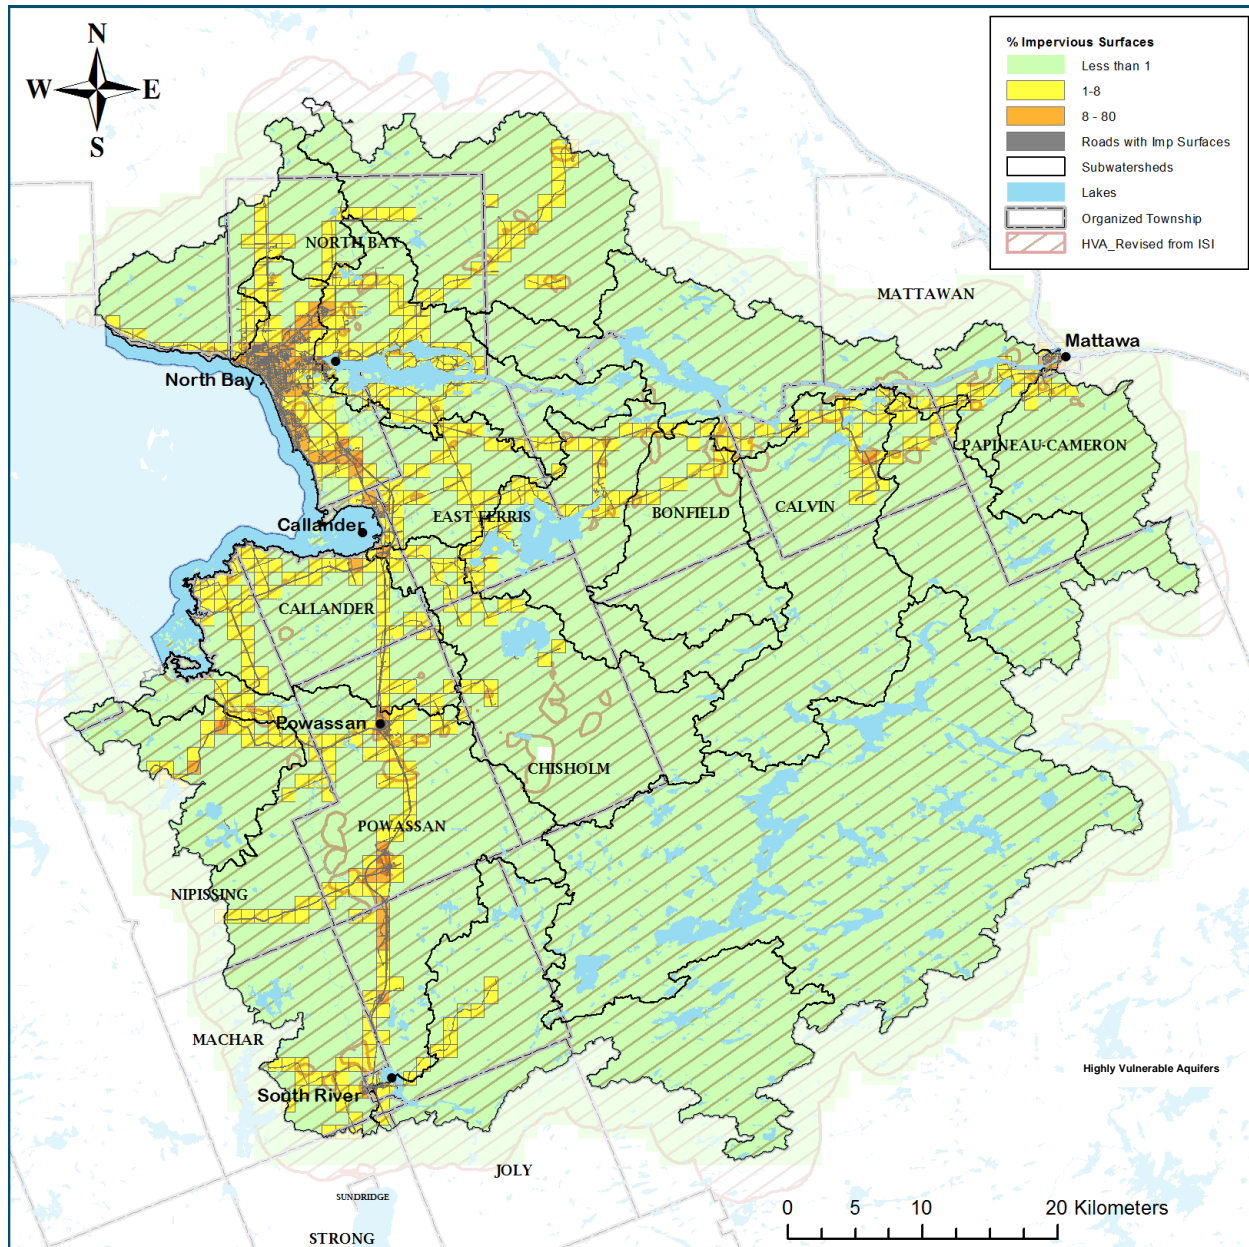 N
W E
S
% Impervious Surfaces
Less than 1
1-8
8 - 80
Roads with Imp Surfaces
Subwatersheds
Lakes
Organized Township
HVA_Revised from ISI
NORTH BAY
MATTAWAN
Mattawa
North Bay
PAPINEAU-CAMERON
EAST FERRIS
BONFIELD
CALVIN
Callander
CALLANDER
Powassan
CHISHOLM
POWASSAN
NIPISSING
MACHAR
Highly Vulnerable Aquifers
South River
JOLY
SUNDRIDGE
STRONG
0 5 10 20 Kilometers